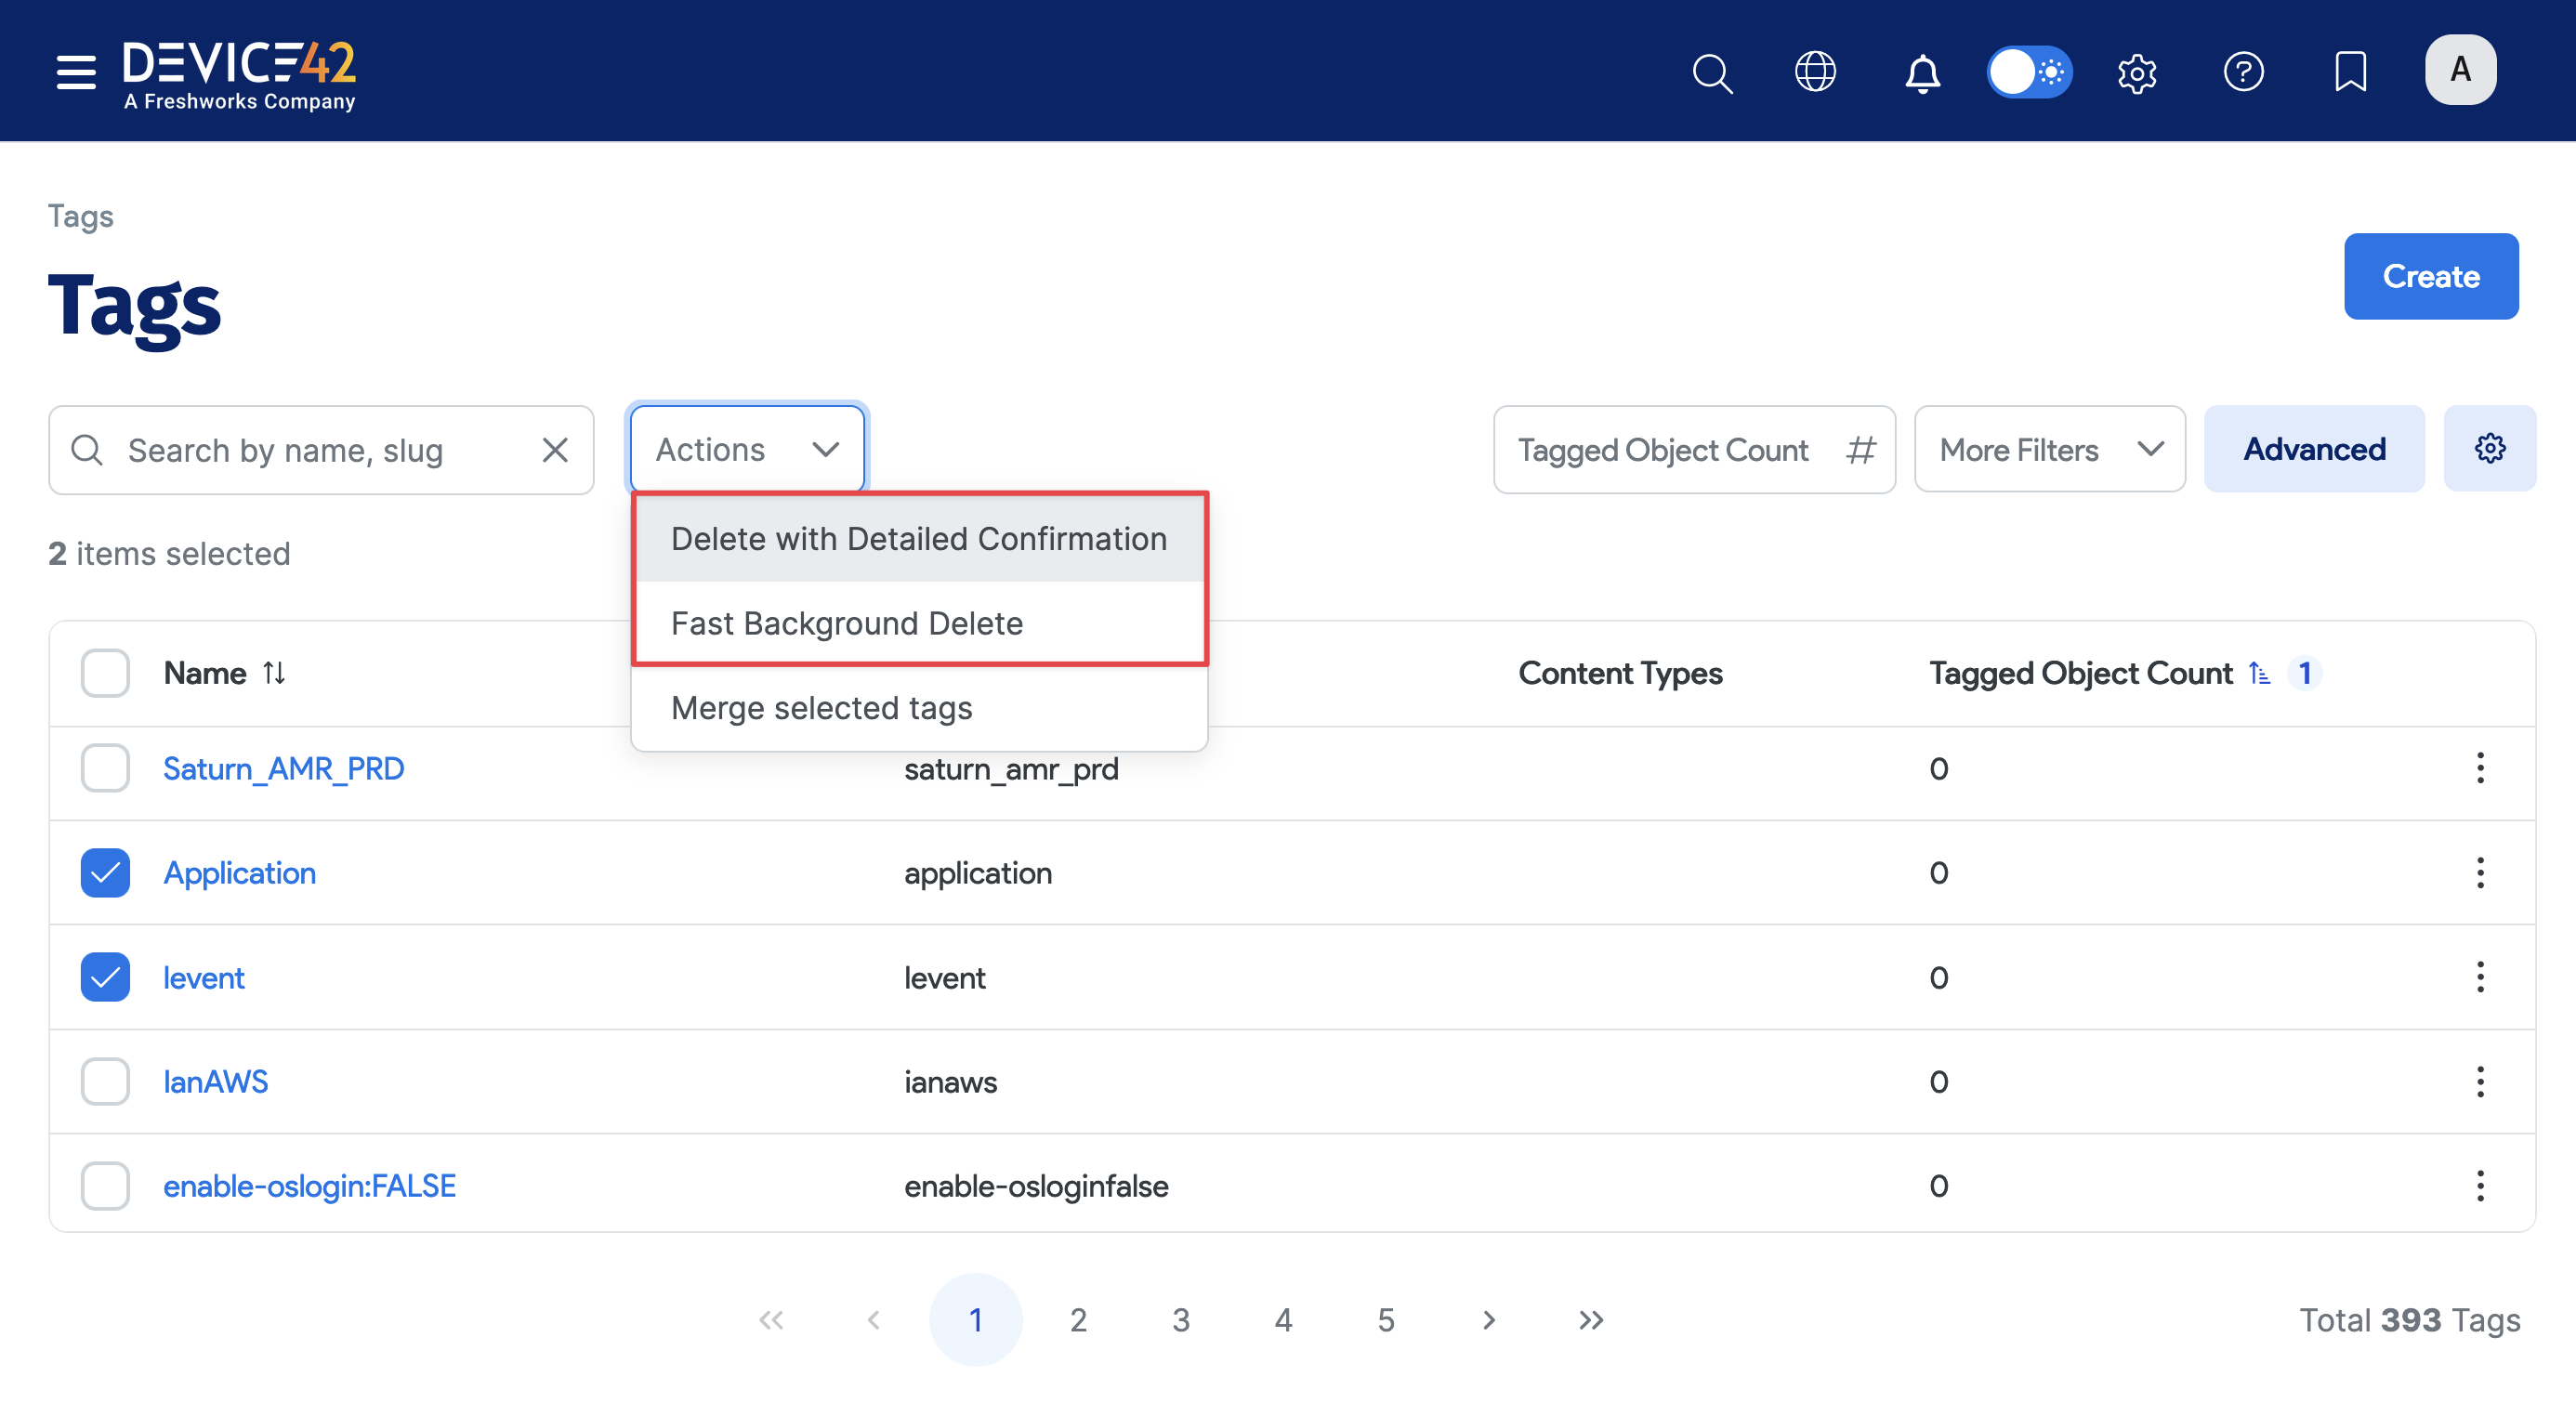 DEVICE42
A Freshworks Company
A
Tags
Tags
Create
Search by name, slug
Actions
Tagged Object Count #
More Filters
Advanced
Delete with Detailed Confirmation
Fast Background Delete
Merge selected tags
2 items selected
Name
Content Types
Tagged Object Count 1
Saturn_AMR_PRD saturn_amr_prd 0
Application application 0
levent levent 0
IanAWS ianaws 0
enable-oslogin:FALSE enable-osloginfalse 0
« ‹ 1 2 3 4 5 › »
Total 393 Tags